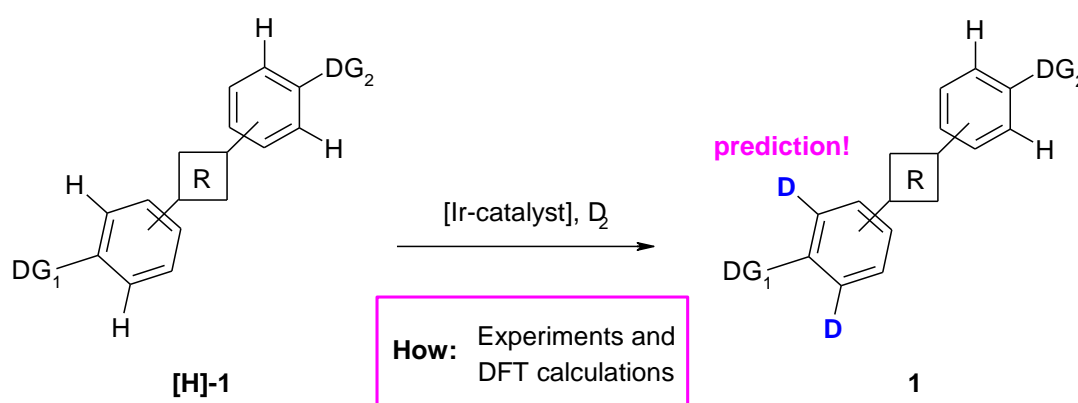 H
DG2
H
R
H
DG1
H
[H]-1
[Ir-catalyst], D2
How: Experiments and
DFT calculations
prediction!
H
DG2
H
R
D
DG1
D
1